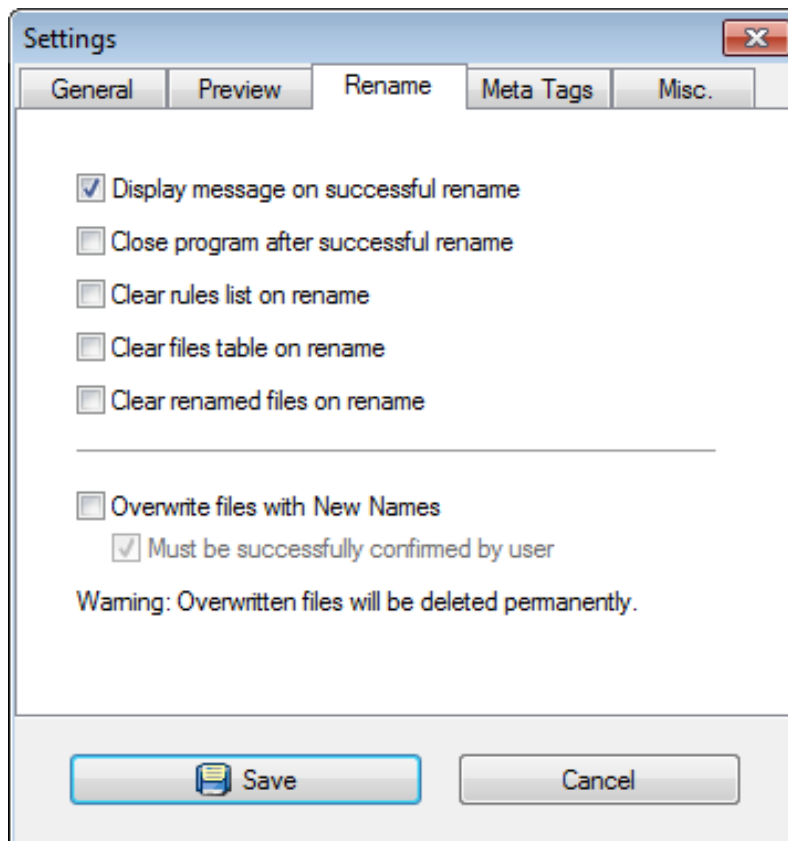 Settings
General Preview Rename Meta Tags Misc.
Display message on successful rename
Close program after successful rename
Clear rules list on rename
Clear files table on rename
Clear renamed files on rename
Overwrite files with New Names
Must be successfully confirmed by user
Warning: Overwritten files will be deleted permanently.
Save Cancel